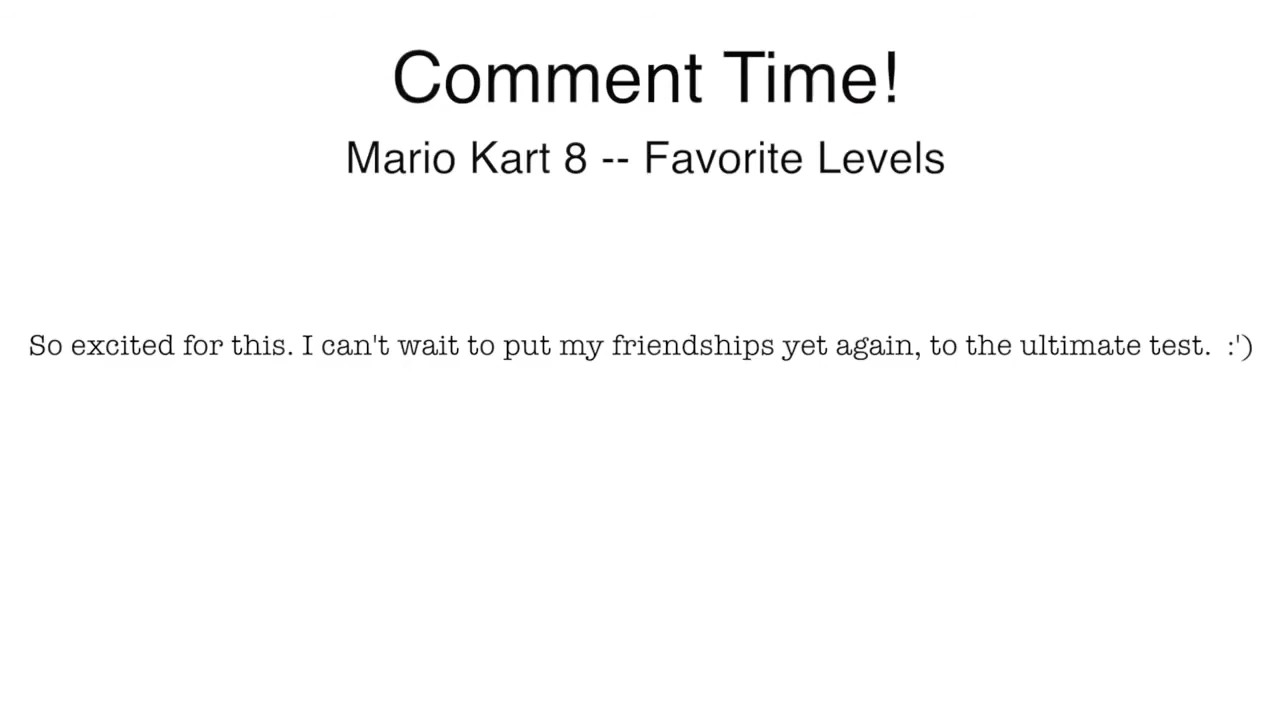 Comment Time!
Mario Kart 8 -- Favorite Levels
So excited for this. I can't wait to put my friendships yet again, to the ultimate test.  :')